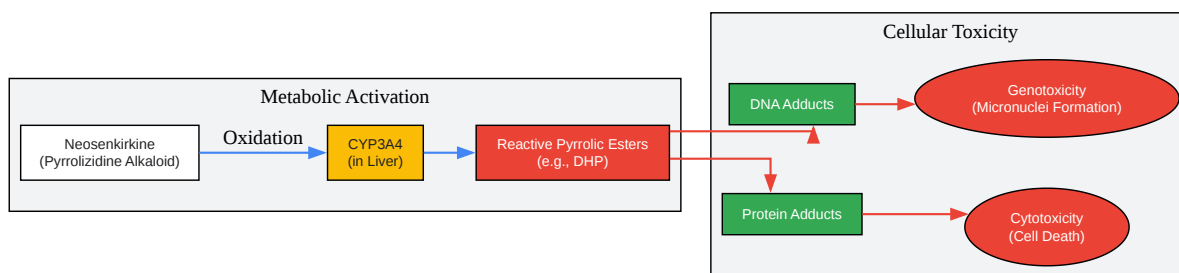 Cellular Toxicity
Metabolic Activation
Neosenkirkine
(Pyrrolizidine Alkaloid)
Oxidation
CYP3A4
(in Liver)
Reactive Pyrrolic Esters
(e.g., DHP)
DNA Adducts
Genotoxicity
(Micronuclei Formation)
Protein Adducts
Cytotoxicity
(Cell Death)